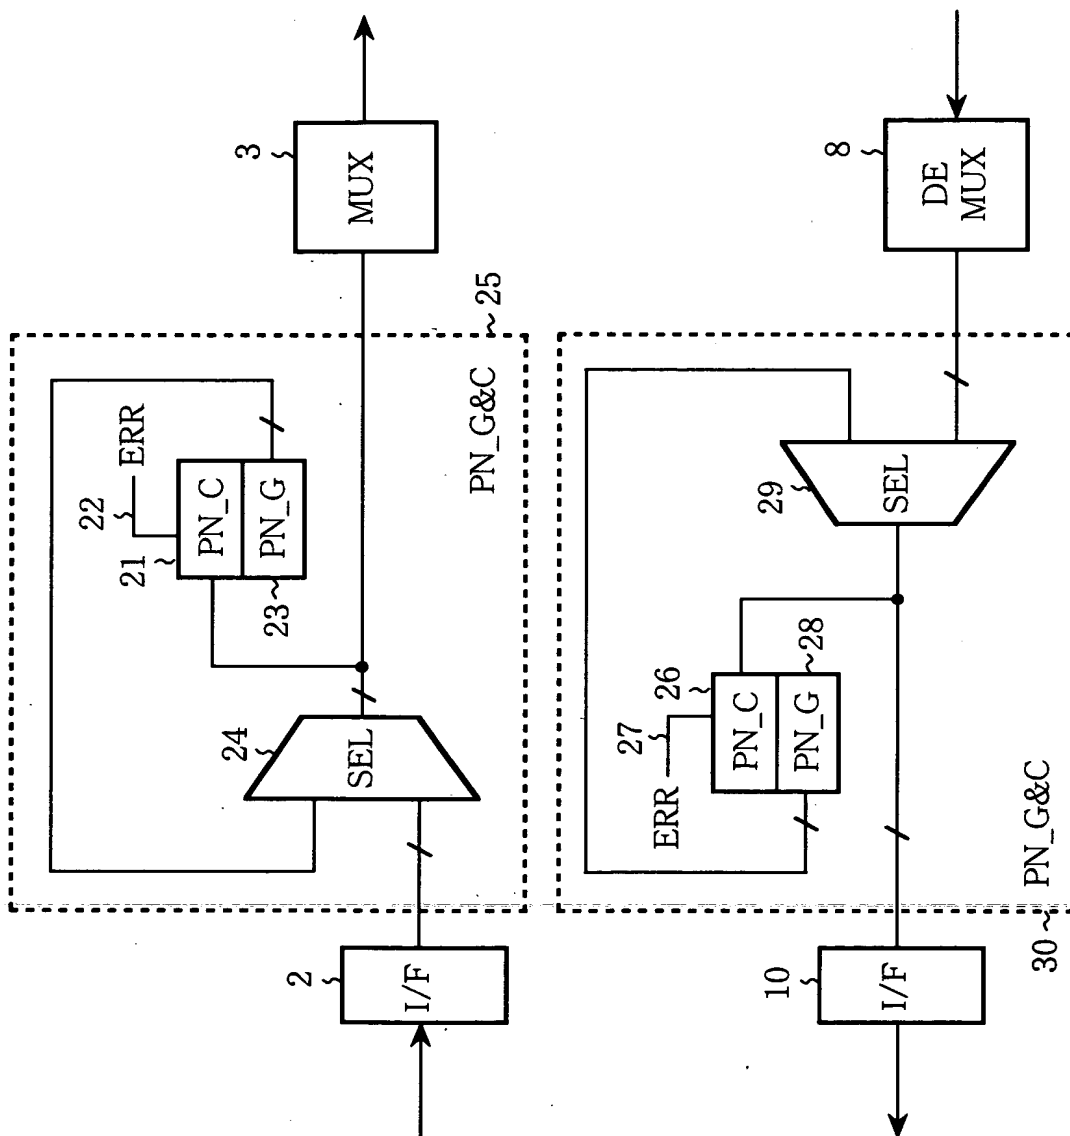 2
I/F
24
SEL
21
22
ERR
PN_C
PN_G
23
PN_G&C
25
3
MUX
10
I/F
30
PN_G&C
ERR
27
26
PN_C
PN_G
28
29
SEL
8
DE
MUX